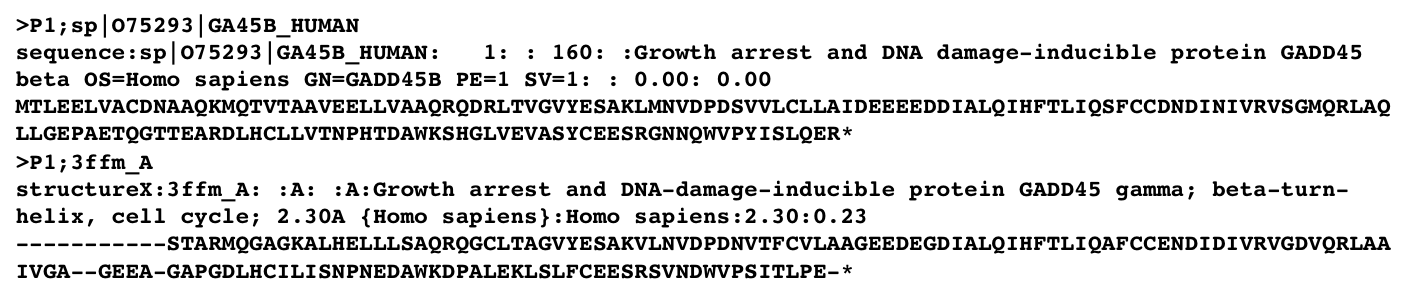 >P1;sp|O75293|GA45B_HUMAN
sequence:sp|O75293|GA45B_HUMAN:   1: : 160: :Growth arrest and DNA damage-inducible protein GADD45
beta OS=Homo sapiens GN=GADD45B PE=1 SV=1: : 0.00: 0.00
MTLEELVACDNAAQKMQTVTAAVEELLVAAQRQDRLTVGVYESAKLMNVDPDSVVLCLLAIDEEEEDDIALQIHFTLIQSFCCDNDINIVRVSGMQRLAQ
LLGEPAETQGTTEARDLHCLLVTNPHTDAWKSHGLVEVASYCEESRGNNQWVPYISLQER*
>P1;3ffm_A
structureX:3ffm_A: :A: :A:Growth arrest and DNA-damage-inducible protein GADD45 gamma; beta-turn-
helix, cell cycle; 2.30A {Homo sapiens}:Homo sapiens:2.30:0.23
-----------STARMQGAGKALHELLLSAQRQGCLTAGVYESAKVLNVDPDNVTFCVLAAGEEDEGDIALQIHFTLIQAFCCENDIDIVRVGDVQRLAA
IVGA--GEEA-GAPGDLHCILISNPNEDAWKDPALEKLSLFCEESRSVNDWVPSITLPE-*